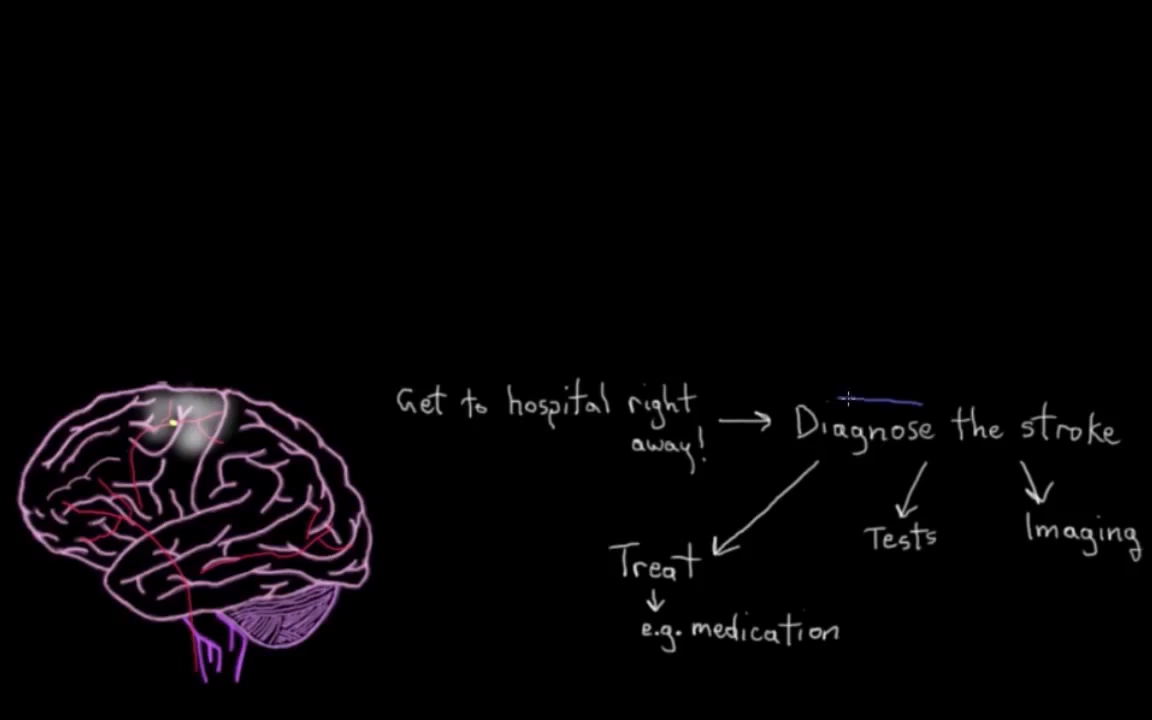 Get to hospital right
away!
Diagnose the stroke
Treat
Tests
Imaging
e.g. medication